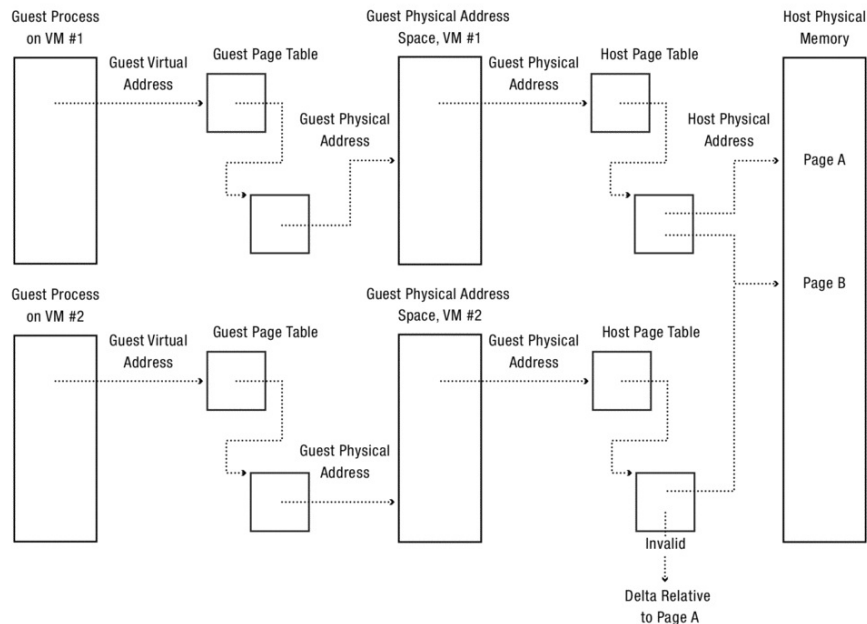 Guest Process
on VM #1
Guest Virtual
Address
Guest Page Table
Guest Physical
Address
Guest Physical Address
Space, VM #1
Guest Physical
Address
Host Page Table
Host Physical
Address
Host Physical
Memory
Page A
Page B
Guest Process
on VM #2
Guest Virtual
Address
Guest Page Table
Guest Physical
Address
Guest Physical Address
Space, VM #2
Guest Physical
Address
Host Page Table
Invalid
Delta Relative
to Page A